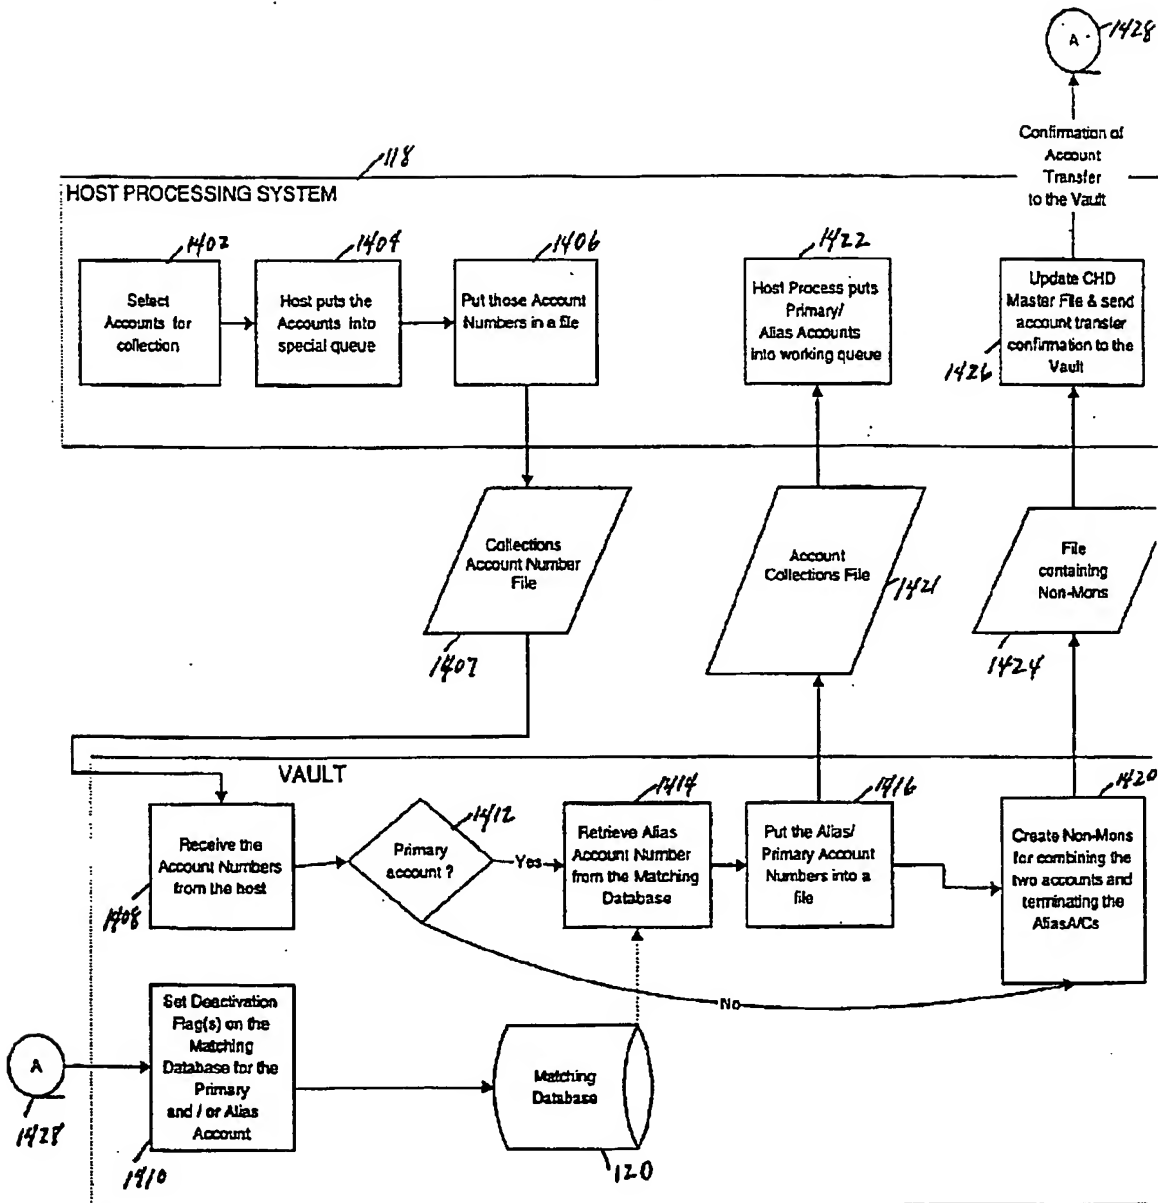 A
1428
Confirmation of
Account
Transfer
to the Vault
118
HOST PROCESSING SYSTEM
1402
Select
Accounts for
collection
1404
Host puts the
Accounts into
special queue
1406
Put those Account
Numbers in a file
1422
Host Process puts
Primary/
Alias Accounts
into working queue
Update CHD
Master File & send
account transfer
confirmation to the
Vault
1426
Collections
Account Number
File
1407
Account
Collections File
1421
File
containing
Non-Mons
1424
VAULT
Receive the
Account Numbers
from the host
1408
1412
Primary
account ?
Yes
1414
Retrieve Alias
Account Number
from the Matching
Database
1416
Put the Alias/
Primary Account
Numbers into a
file
1420
Create Non-Mons
for combining the
two accounts and
terminating the
AliasA/Cs
No
A
1428
Set Deactivation
Flag(s) on the
Matching
Database for the
Primary
and / or Alias
Account
1410
Matching
Database
120